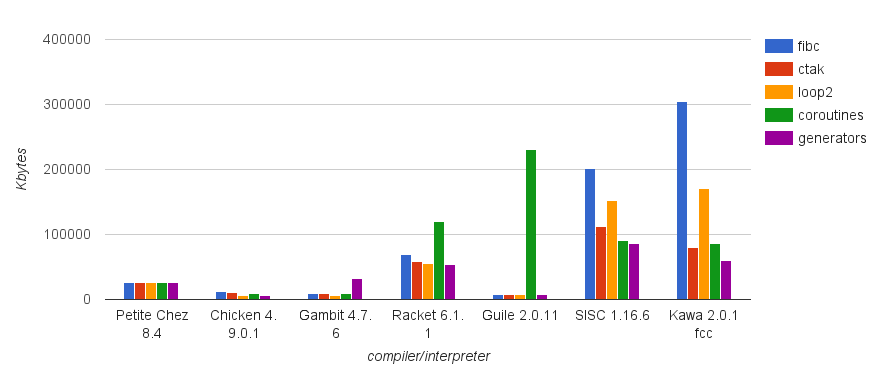 400000
300000
200000
100000
0
Kbytes
Petite Chez
8.4
Chicken 4.
9.0.1
Gambit 4.7.
6
Racket 6.1.
1
Guile 2.0.11
SISC 1.16.6
Kawa 2.0.1
fcc
compiler/interpreter
fibc
ctak
loop2
coroutines
generators